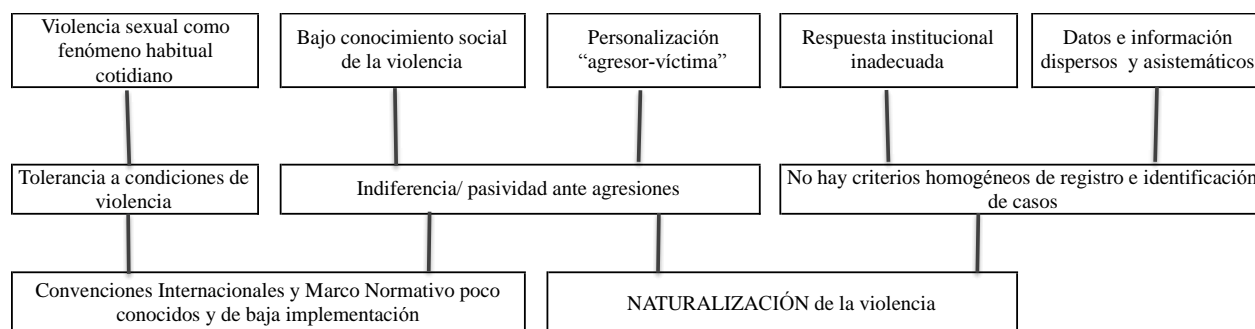 Violencia sexual como
fenómeno habitual
cotidiano
Bajo conocimiento social
de la violencia
Personalización
“agresor-víctima”
Respuesta institucional
inadecuada
Datos e información
dispersos y asistemáticos
Tolerancia a condiciones de
violencia
Indiferencia/ pasividad ante agresiones
No hay criterios homogéneos de registro e identificación
de casos
Convenciones Internacionales y Marco Normativo poco
conocidos y de baja implementación
NATURALIZACIÓN de la violencia